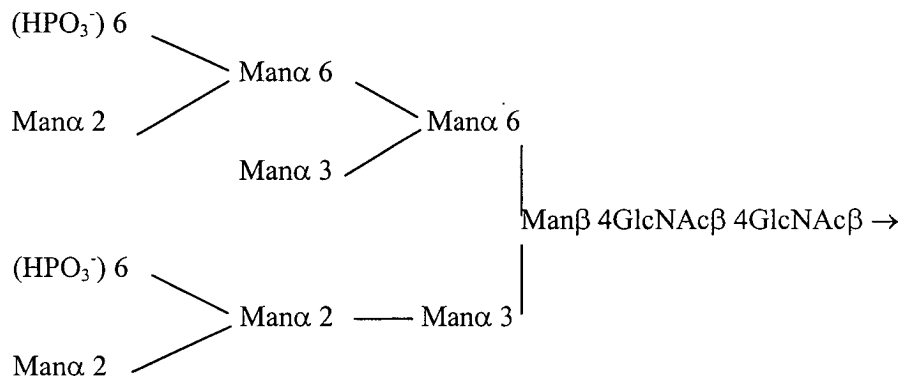 (HPO₃⁻) 6
Manα 6
Manα 2
Manα 6
Manα 3
Manβ 4GlcNAcβ 4GlcNAcβ →
(HPO₃⁻) 6
Manα 2
Manα 3
Manα 2